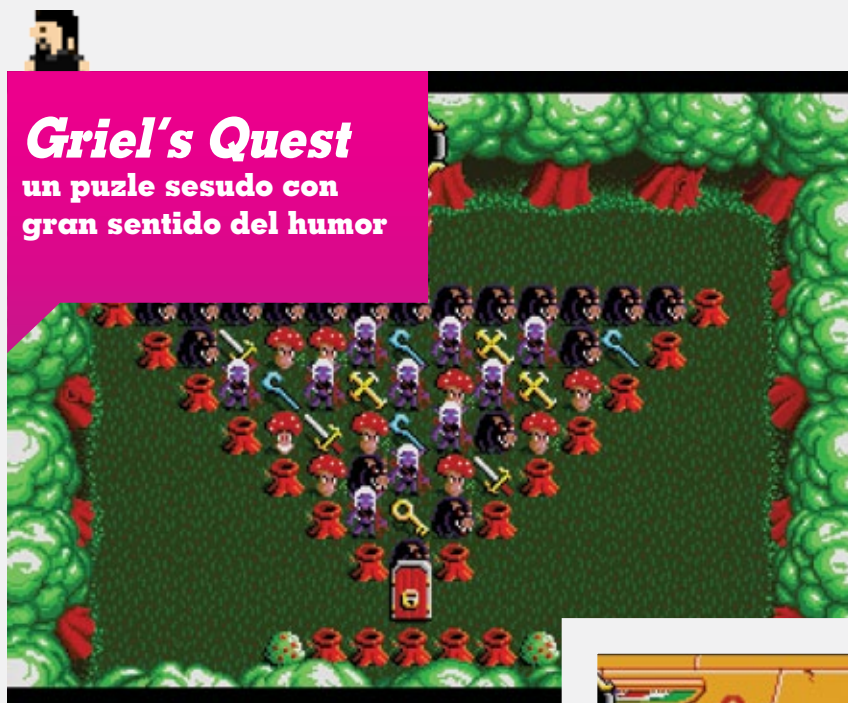 Griel's Quest
un puzle sesudo con
gran sentido del humor